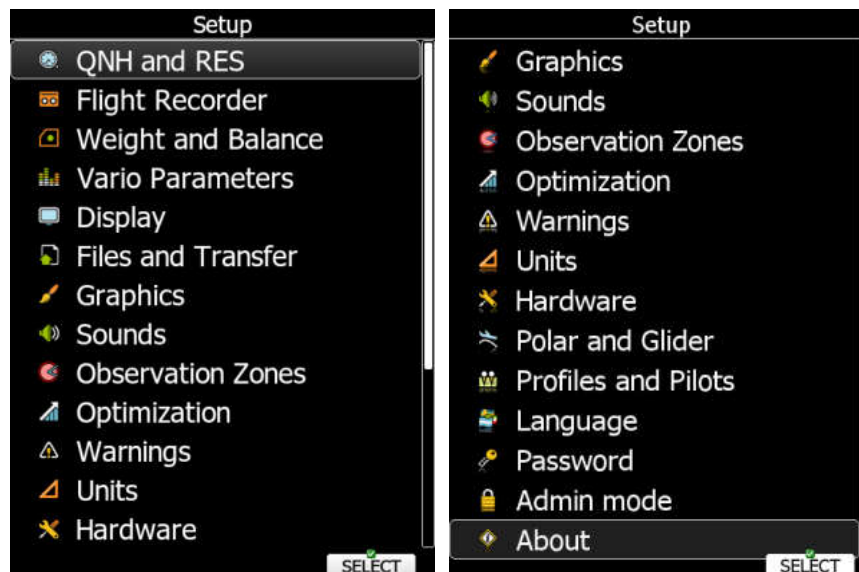 Setup
QNH and RES
Flight Recorder
Weight and Balance
Vario Parameters
Display
Files and Transfer
Graphics
Sounds
Observation Zones
Optimization
Warnings
Units
Hardware
SELECT
Setup
Graphics
Sounds
Observation Zones
Optimization
Warnings
Units
Hardware
Polar and Glider
Profiles and Pilots
Language
Password
Admin mode
About
SELECT